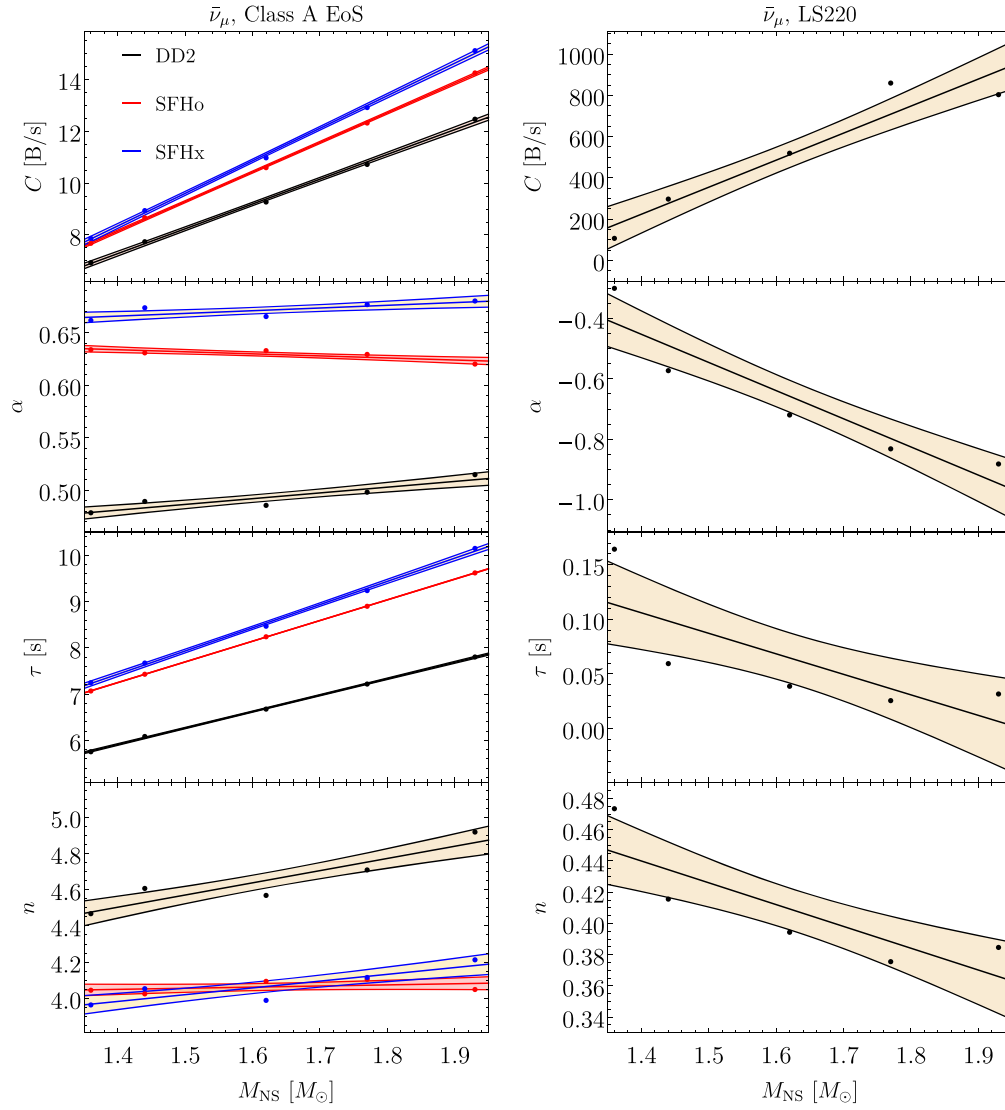 ν̄_μ, Class A EoS
DD2
SFHo
SFHx
C [B/s]
14
12
10
8
α
0.65
0.60
0.55
0.50
τ [s]
10
9
8
7
6
n
5.0
4.8
4.6
4.4
4.2
4.0
1.4 1.5 1.6 1.7 1.8 1.9
M_NS [M_⊙]
ν̄_μ, LS220
C [B/s]
1000
800
600
400
200
0
α
−0.4
−0.6
−0.8
−1.0
τ [s]
0.15
0.10
0.05
0.00
n
0.48
0.46
0.44
0.42
0.40
0.38
0.36
0.34
1.4 1.5 1.6 1.7 1.8 1.9
M_NS [M_⊙]